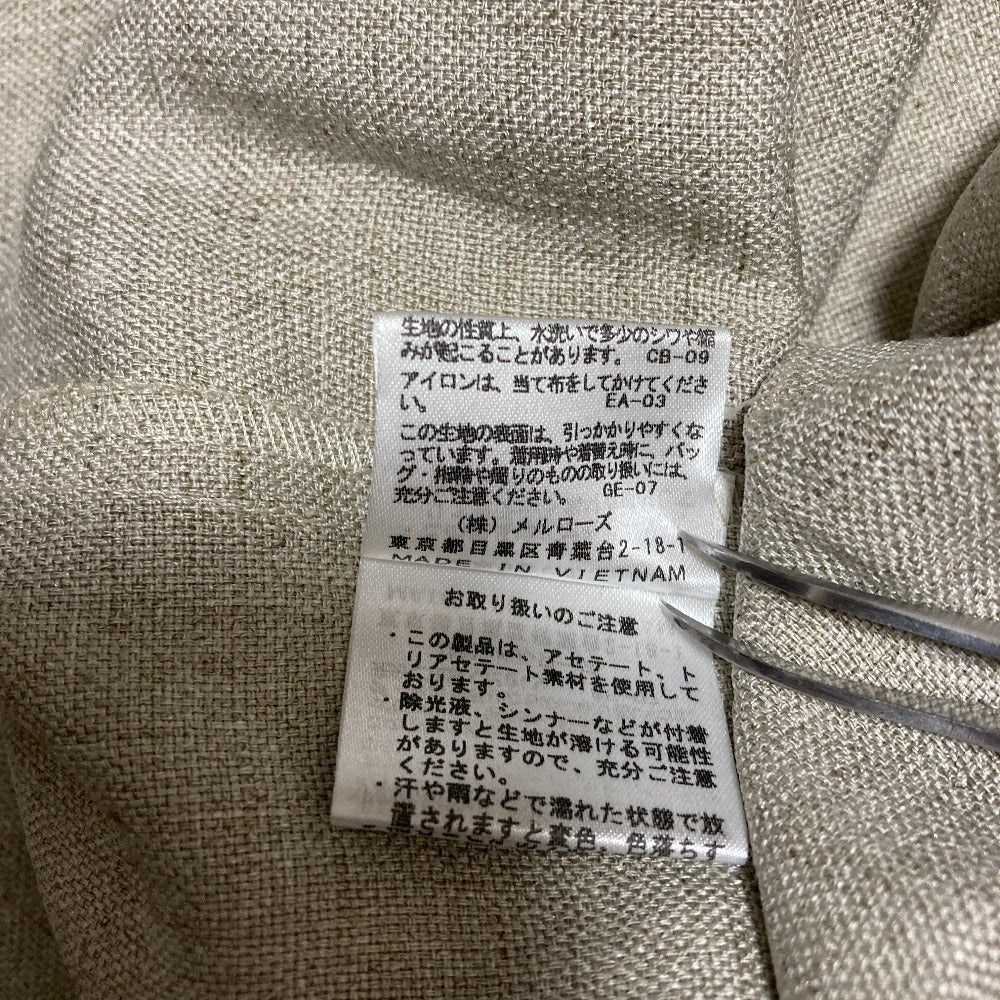 生地の性質上、水洗いで多少のシワや縮
みが起こることがあります。 CB-09
アイロンは、当て布をしてかけてくださ
い。 EA-03
この生地の表面は、引っかかりやすくな
っています。着用時や着替え時に、バッ
グ・指輪や周りのものの取り扱いには、
充分ご注意ください。 GE-07
(株)メルローズ
東京都目黒区青葉台2-18-1
MADE IN VIETNAM
お取り扱いのご注意
・この製品は、アセテート、ト
リアセテート素材を使用して
おります。
・除光液、シンナーなどが付着
しますと生地が溶ける可能性
がありますので、充分ご注意
ください。
・汗や雨などで濡れた状態で放
置されますと変色、色落ちす